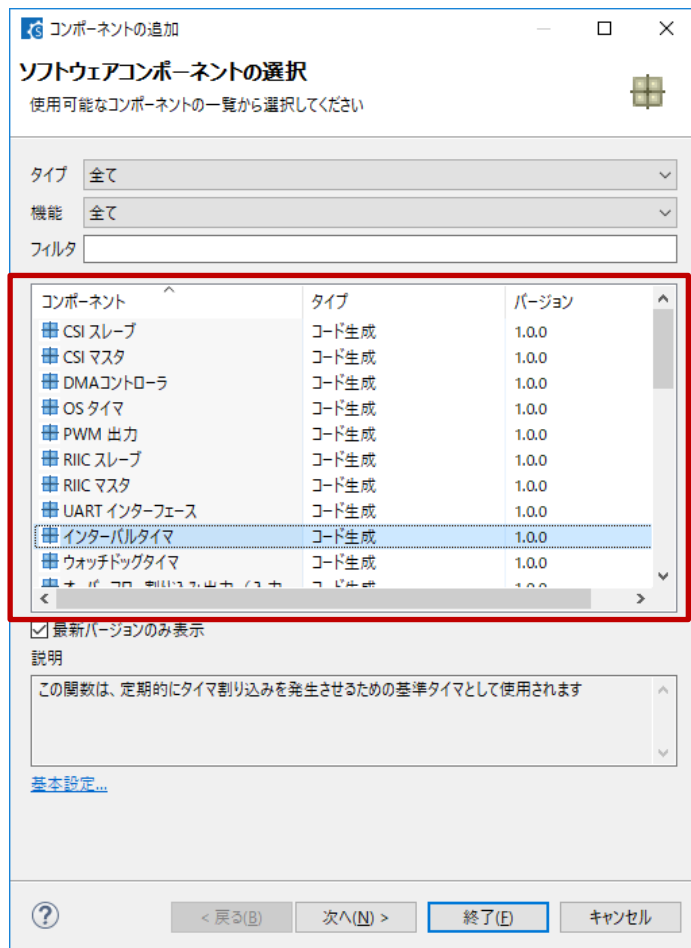 コンポーネントの追加
ソフトウェアコンポーネントの選択
使用可能なコンポーネントの一覧から選択してください
タイプ 全て
機能 全て
フィルタ
コンポーネント タイプ バージョン
CSI スレーブ コード生成 1.0.0
CSI マスタ コード生成 1.0.0
DMAコントローラ コード生成 1.0.0
OS タイマ コード生成 1.0.0
PWM 出力 コード生成 1.0.0
RIIC スレーブ コード生成 1.0.0
RIIC マスタ コード生成 1.0.0
UART インターフェース コード生成 1.0.0
インターバルタイマ コード生成 1.0.0
ウォッチドッグタイマ コード生成 1.0.0
最新バージョンのみ表示
説明
この関数は、定期的にタイマ割り込みを発生させるための基準タイマとして使用されます
基本設定...
< 戻る(B) 次へ(N) > 終了(F) キャンセル